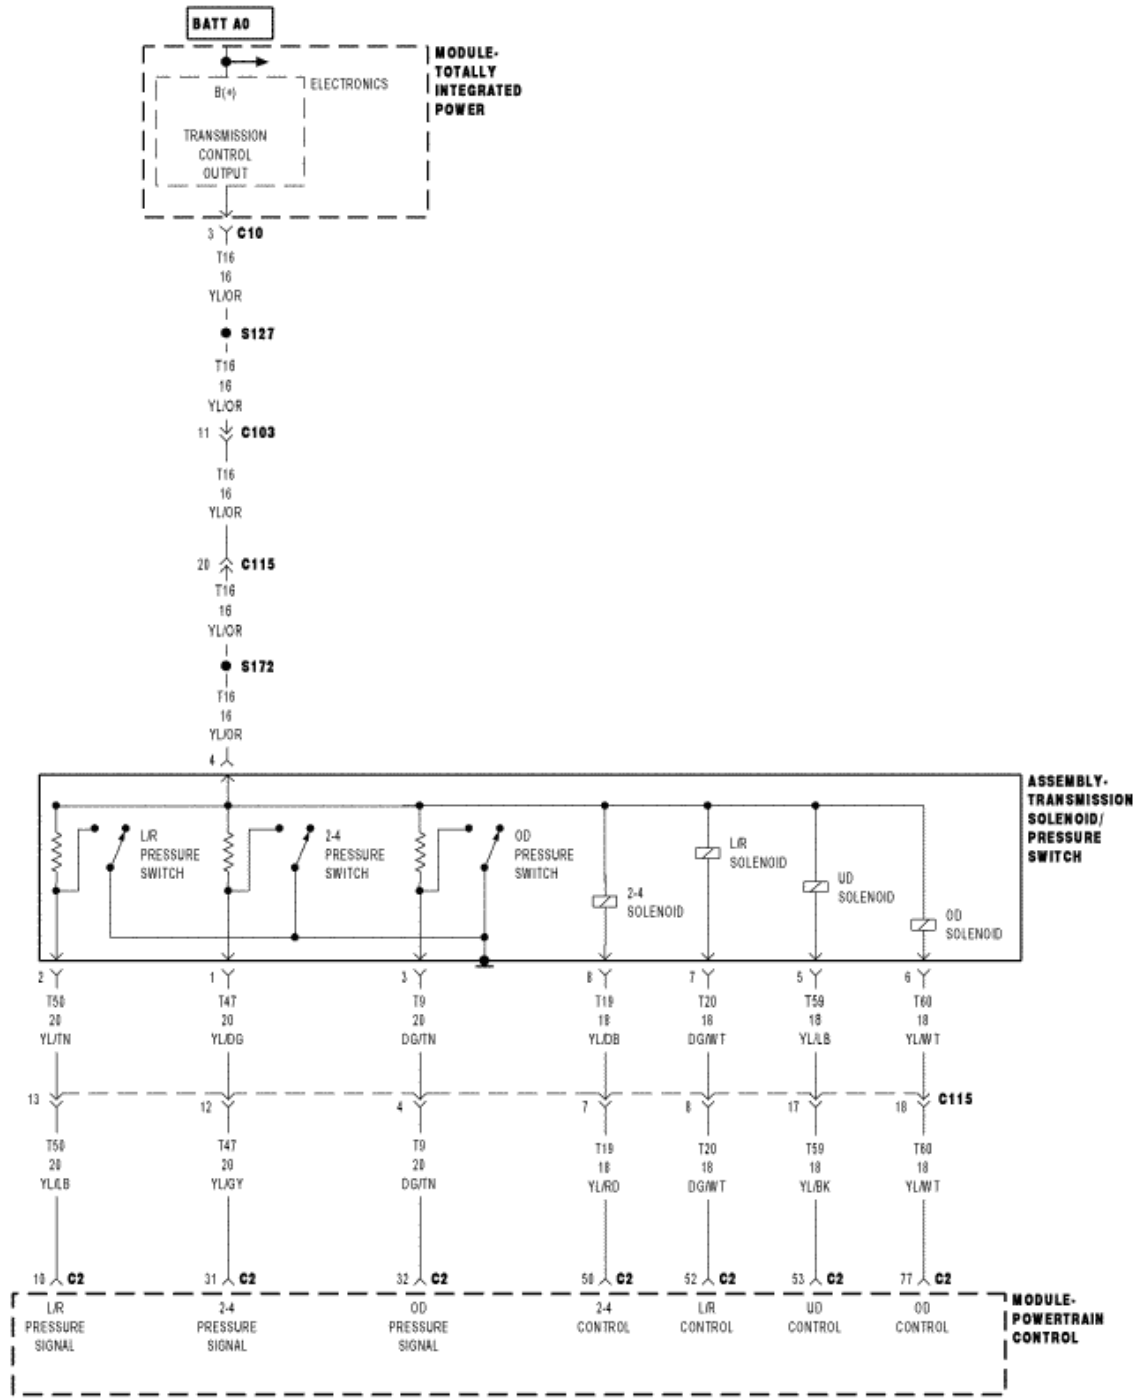 BATT A0
MODULE-
TOTALLY
INTEGRATED
POWER
ELECTRONICS
B(+)
TRANSMISSION
CONTROL
OUTPUT
3 C10
T16
16
YL/OR
S127
T16
16
YL/OR
11 C103
T16
16
YL/OR
20 C115
T16
16
YL/OR
S172
T16
16
YL/OR
4
ASSEMBLY-
TRANSMISSION
SOLENOID/
PRESSURE
SWITCH
L/R
PRESSURE
SWITCH
2-4
PRESSURE
SWITCH
OD
PRESSURE
SWITCH
2-4
SOLENOID
L/R
SOLENOID
UD
SOLENOID
OD
SOLENOID
2 1 3 8 7 5 6
T50 T47 T9 T19 T20 T59 T60
20 20 20 18 18 18 18
YL/TN YL/DG DG/TN YL/DB DG/WT YL/LB YL/WT
13 12 4 7 8 17 18 C115
T50 T47 T9 T19 T20 T59 T60
20 20 20 18 18 18 18
YL/LB YL/GY DG/TN YL/RD DG/WT YL/BK YL/WT
10 C2 31 C2 32 C2 50 C2 52 C2 53 C2 77 C2
L/R
PRESSURE
SIGNAL
2-4
PRESSURE
SIGNAL
OD
PRESSURE
SIGNAL
2-4
CONTROL
L/R
CONTROL
UD
CONTROL
OD
CONTROL
MODULE-
POWERTRAIN
CONTROL